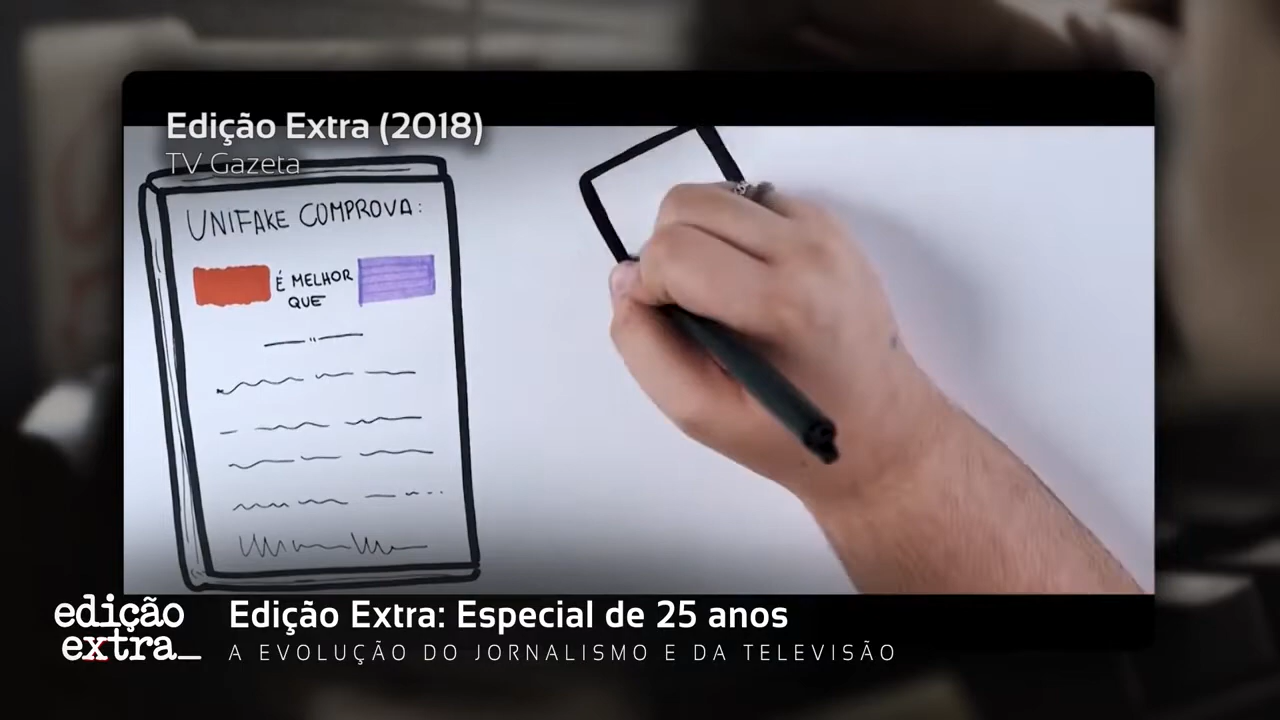 Edição Extra (2018)
TV Gazeta
UNIFAKE COMPROVA:
É MELHOR
QUE
edição
extra_
Edição Extra: Especial de 25 anos
A EVOLUÇÃO DO JORNALISMO E DA TELEVISÃO